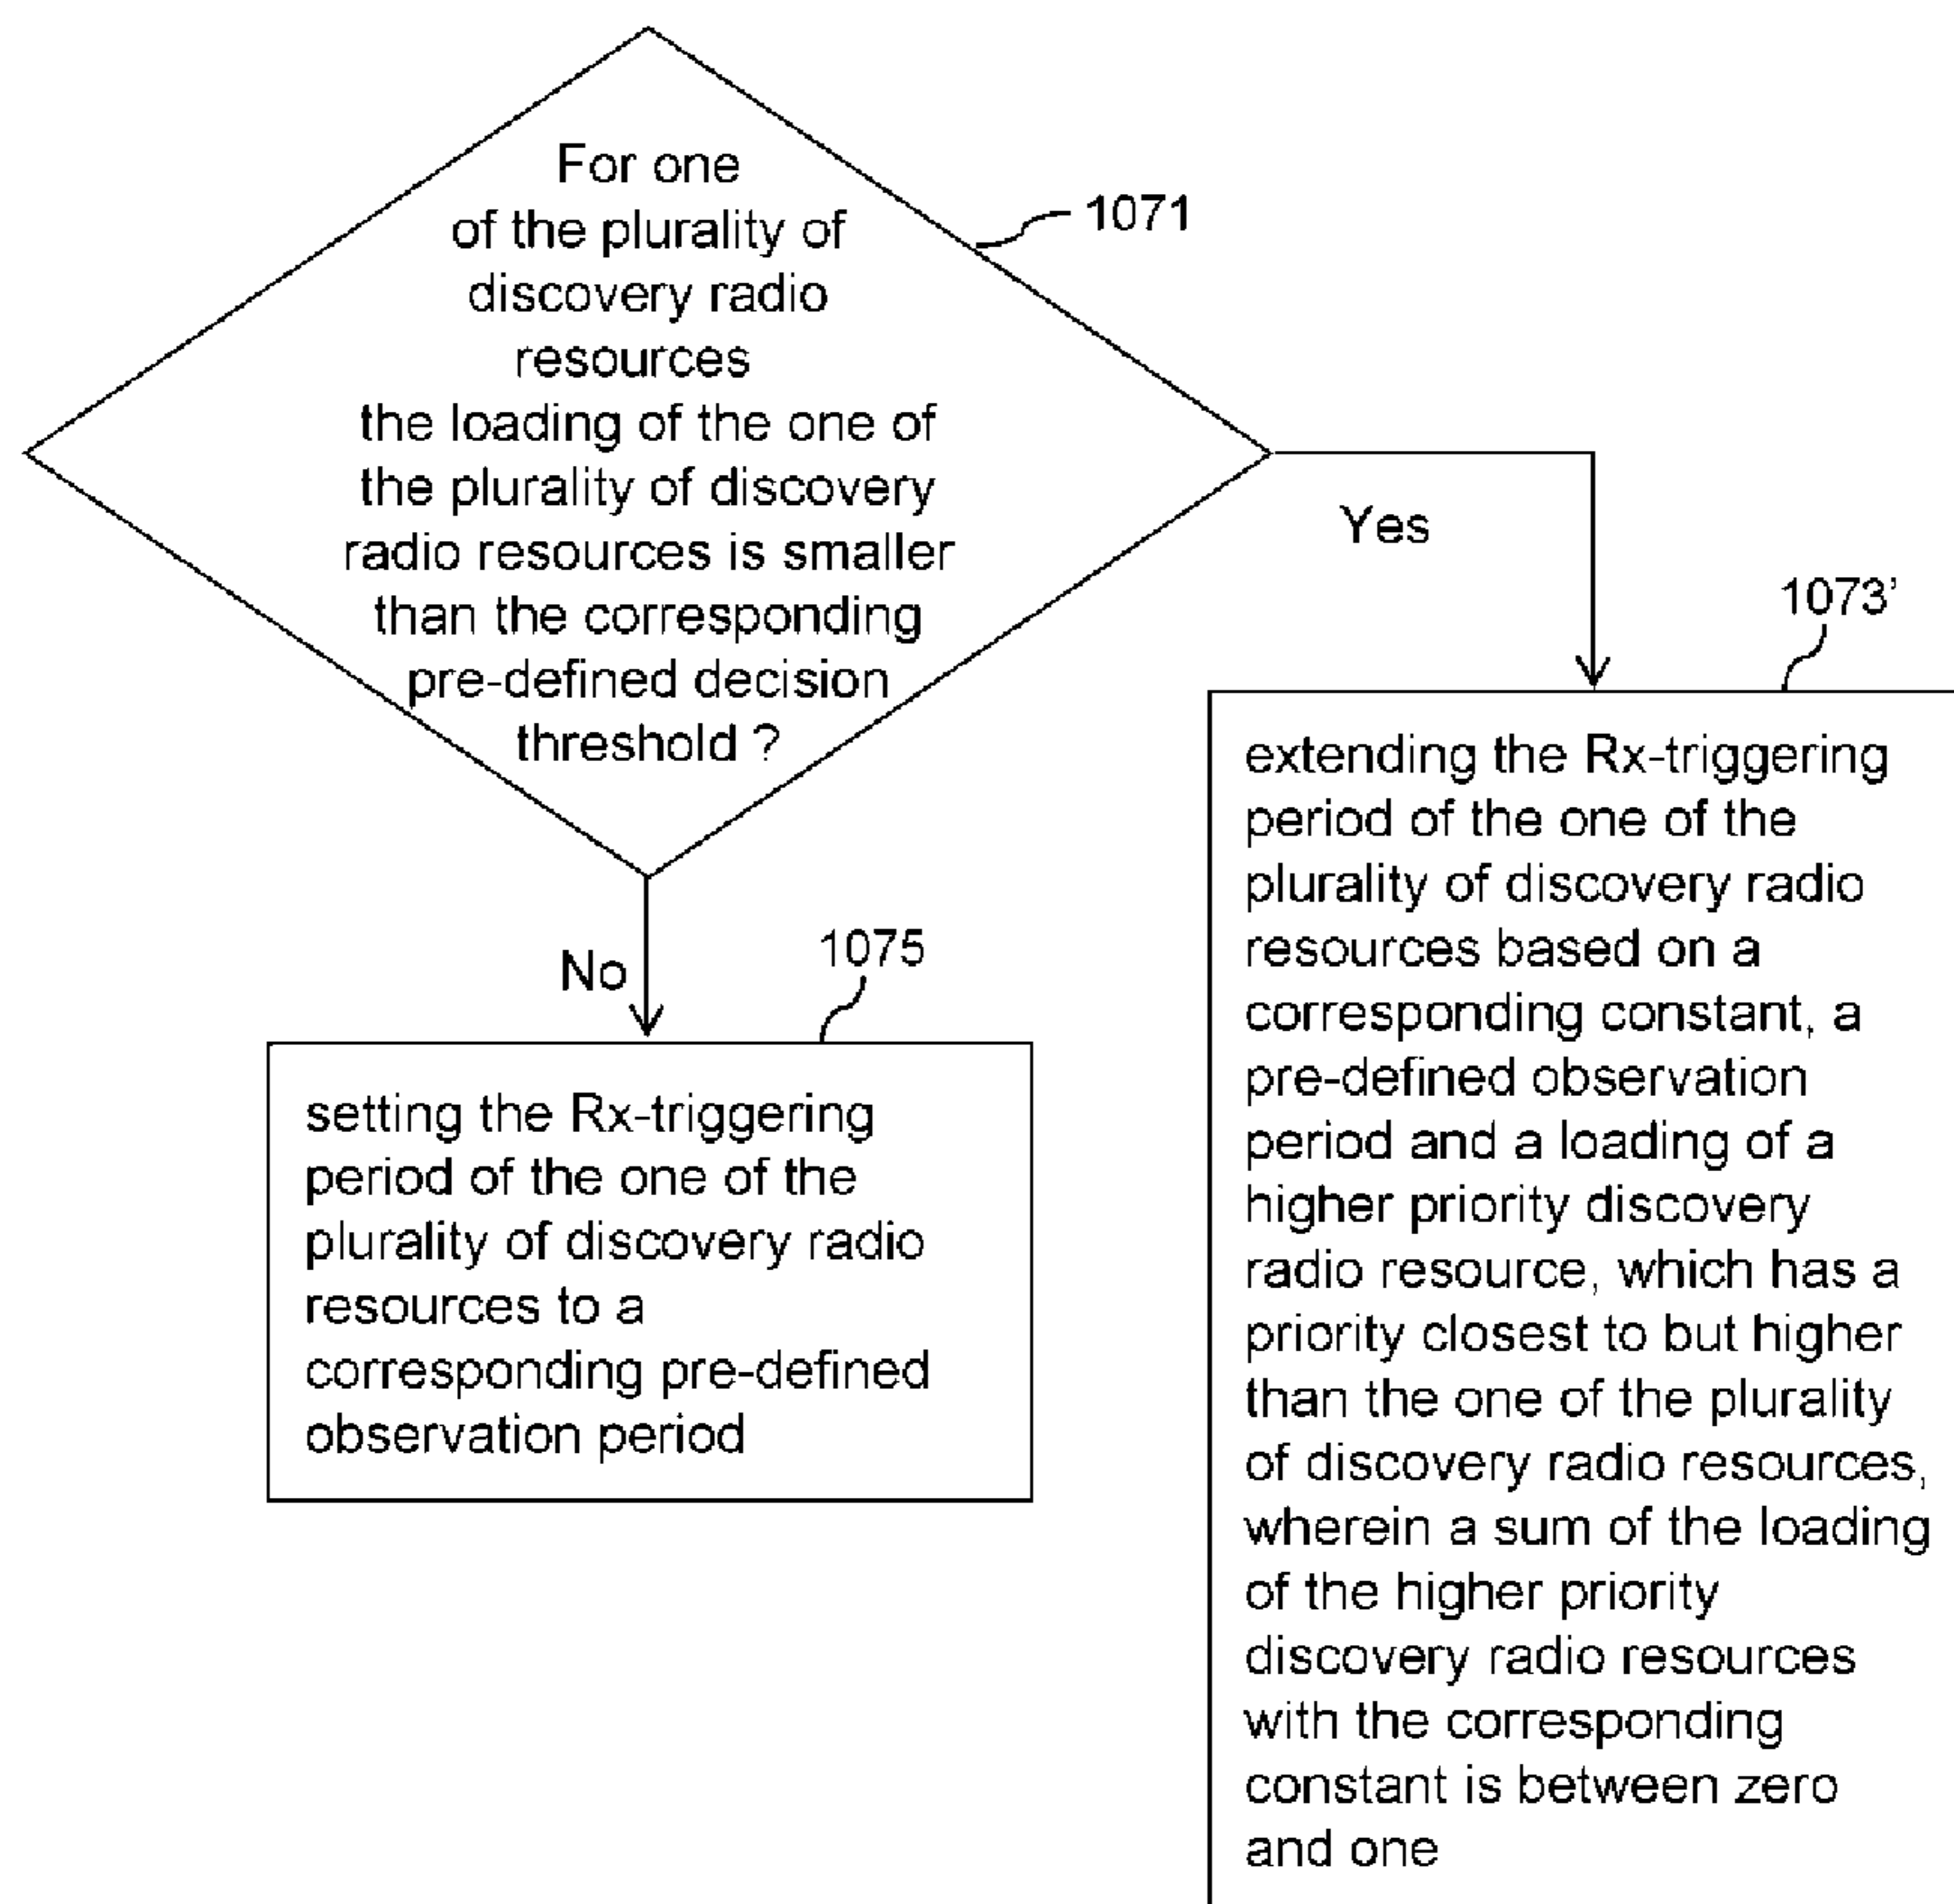 For one
of the plurality of
discovery radio
resources
the loading of the one of
the plurality of discovery
radio resources is smaller
than the corresponding
pre-defined decision
threshold ?
1071
Yes
1073'
extending the Rx-triggering
period of the one of the
plurality of discovery radio
resources based on a
corresponding constant, a
pre-defined observation
period and a loading of a
higher priority discovery
radio resource, which has a
priority closest to but higher
than the one of the plurality
of discovery radio resources,
wherein a sum of the loading
of the higher priority
discovery radio resources
with the corresponding
constant is between zero
and one
No
1075
setting the Rx-triggering
period of the one of the
plurality of discovery radio
resources to a
corresponding pre-defined
observation period